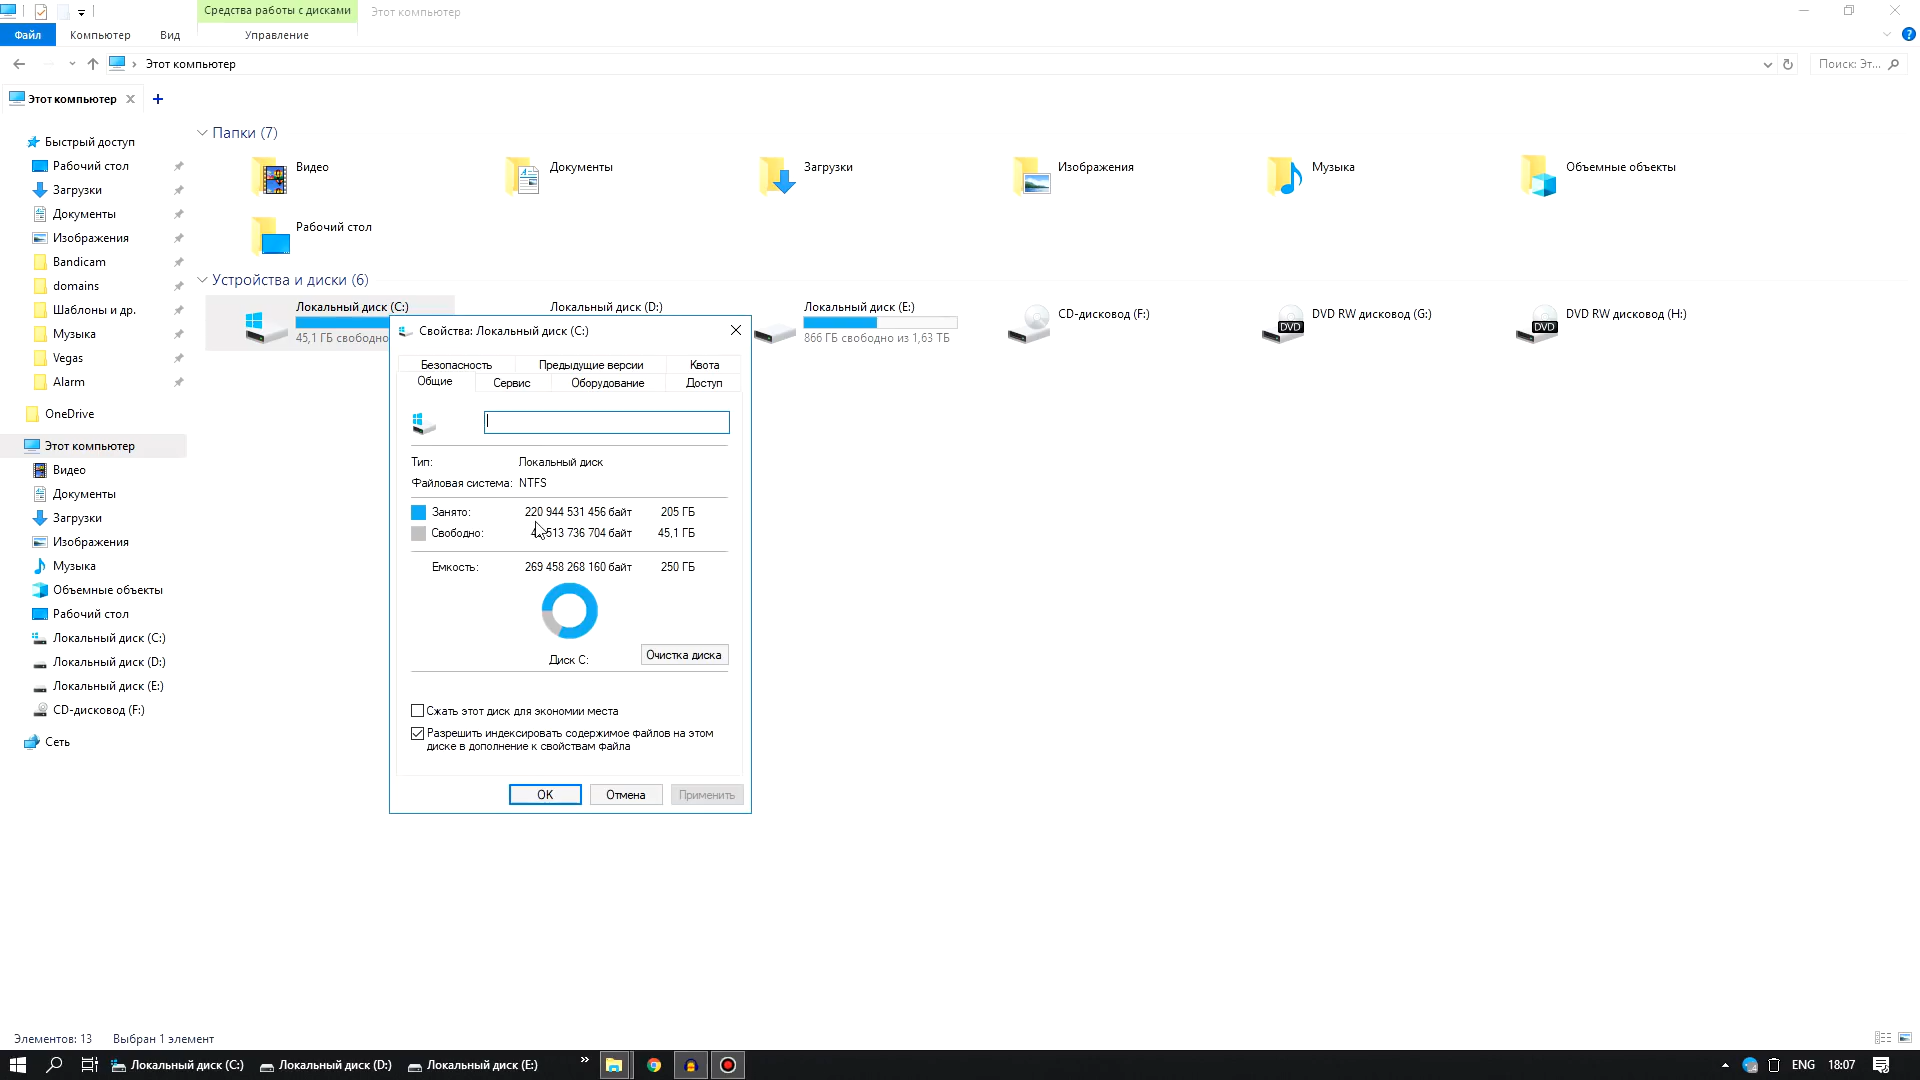 Средства работы с дисками
Этот компьютер
Файл
Компьютер
Вид
Управление
Этот компьютер
Поиск: Эт...
Этот компьютер
Быстрый доступ
Рабочий стол
Загрузки
Документы
Изображения
Bandicam
domains
Шаблоны и др.
Музыка
Vegas
Alarm
OneDrive
Этот компьютер
Видео
Документы
Загрузки
Изображения
Музыка
Объемные объекты
Рабочий стол
Локальный диск (C:)
Локальный диск (D:)
Локальный диск (E:)
CD-дисковод (F:)
Сеть
Папки (7)
Видео
Документы
Загрузки
Изображения
Музыка
Объемные объекты
Рабочий стол
Устройства и диски (6)
Локальный диск (C:)
45,1 ГБ свободно
Локальный диск (D:)
Локальный диск (E:)
866 ГБ свободно из 1,63 ТБ
CD-дисковод (F:)
DVD
DVD RW дисковод (G:)
DVD
DVD RW дисковод (H:)
Свойства: Локальный диск (C:)
Безопасность
Предыдущие версии
Квота
Общие
Сервис
Оборудование
Доступ
Тип: Локальный диск
Файловая система: NTFS
Занято: 220 944 531 456 байт 205 ГБ
Свободно: 513 736 704 байт 45,1 ГБ
Емкость: 269 458 268 160 байт 250 ГБ
Диск C:
Очистка диска
Сжать этот диск для экономии места
Разрешить индексировать содержимое файлов на этом
диске в дополнение к свойствам файла
OK
Отмена
Применить
Элементов: 13
Выбран 1 элемент
Локальный диск (C:)
Локальный диск (D:)
Локальный диск (E:)
ENG
18:07